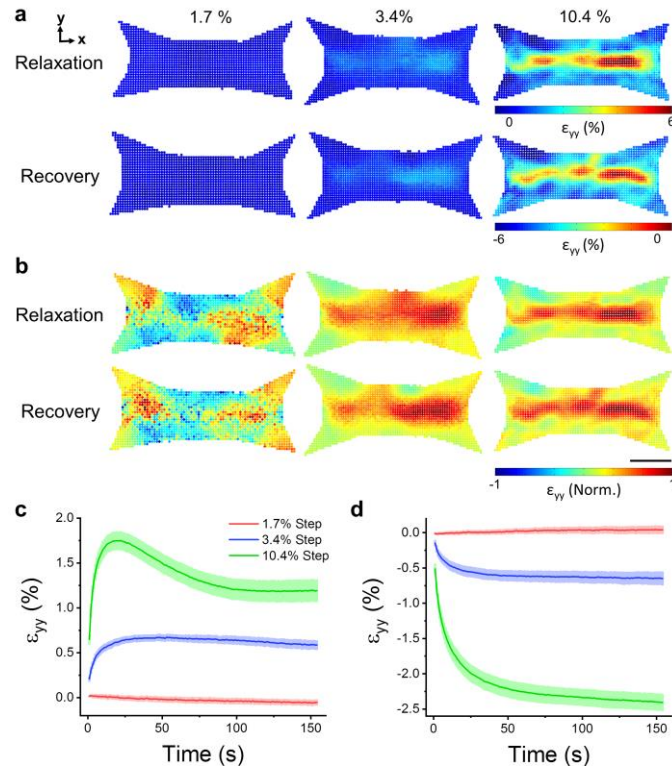 a
y
x
1.7 %
3.4%
10.4 %
Relaxation
0
6
εyy (%)
Recovery
-6
0
εyy (%)
b
Relaxation
Recovery
-1
1
εyy (Norm.)
c
2.0
1.5
1.0
0.5
0.0
εyy (%)
1.7% Step
3.4% Step
10.4% Step
0
50
100
150
Time (s)
d
0.0
-0.5
-1.0
-1.5
-2.0
-2.5
εyy (%)
0
50
100
150
Time (s)